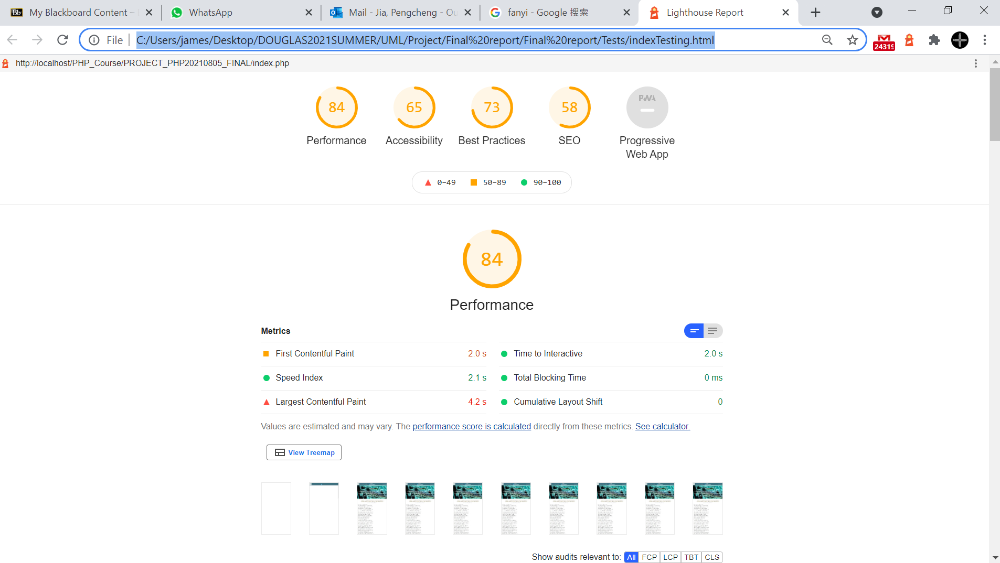 My Blackboard Content –
WhatsApp
Mail - Jia, Pengcheng - Ou
fanyi - Google 搜索
Lighthouse Report
File
C:/Users/james/Desktop/DOUGLAS2021SUMMER/UML/Project/Final%20report/Final%20report/Tests/indexTesting.html
24319
http://localhost/PHP_Course/PROJECT_PHP20210805_FINAL/index.php
84
65
73
58
PWA
Performance
Accessibility
Best Practices
SEO
Progressive
Web App
0–49
50–89
90–100
84
Performance
Metrics
First Contentful Paint 2.0 s
Time to Interactive 2.0 s
Speed Index 2.1 s
Total Blocking Time 0 ms
Largest Contentful Paint 4.2 s
Cumulative Layout Shift 0
Values are estimated and may vary. The performance score is calculated directly from these metrics. See calculator.
View Treemap
Show audits relevant to: All FCP LCP TBT CLS